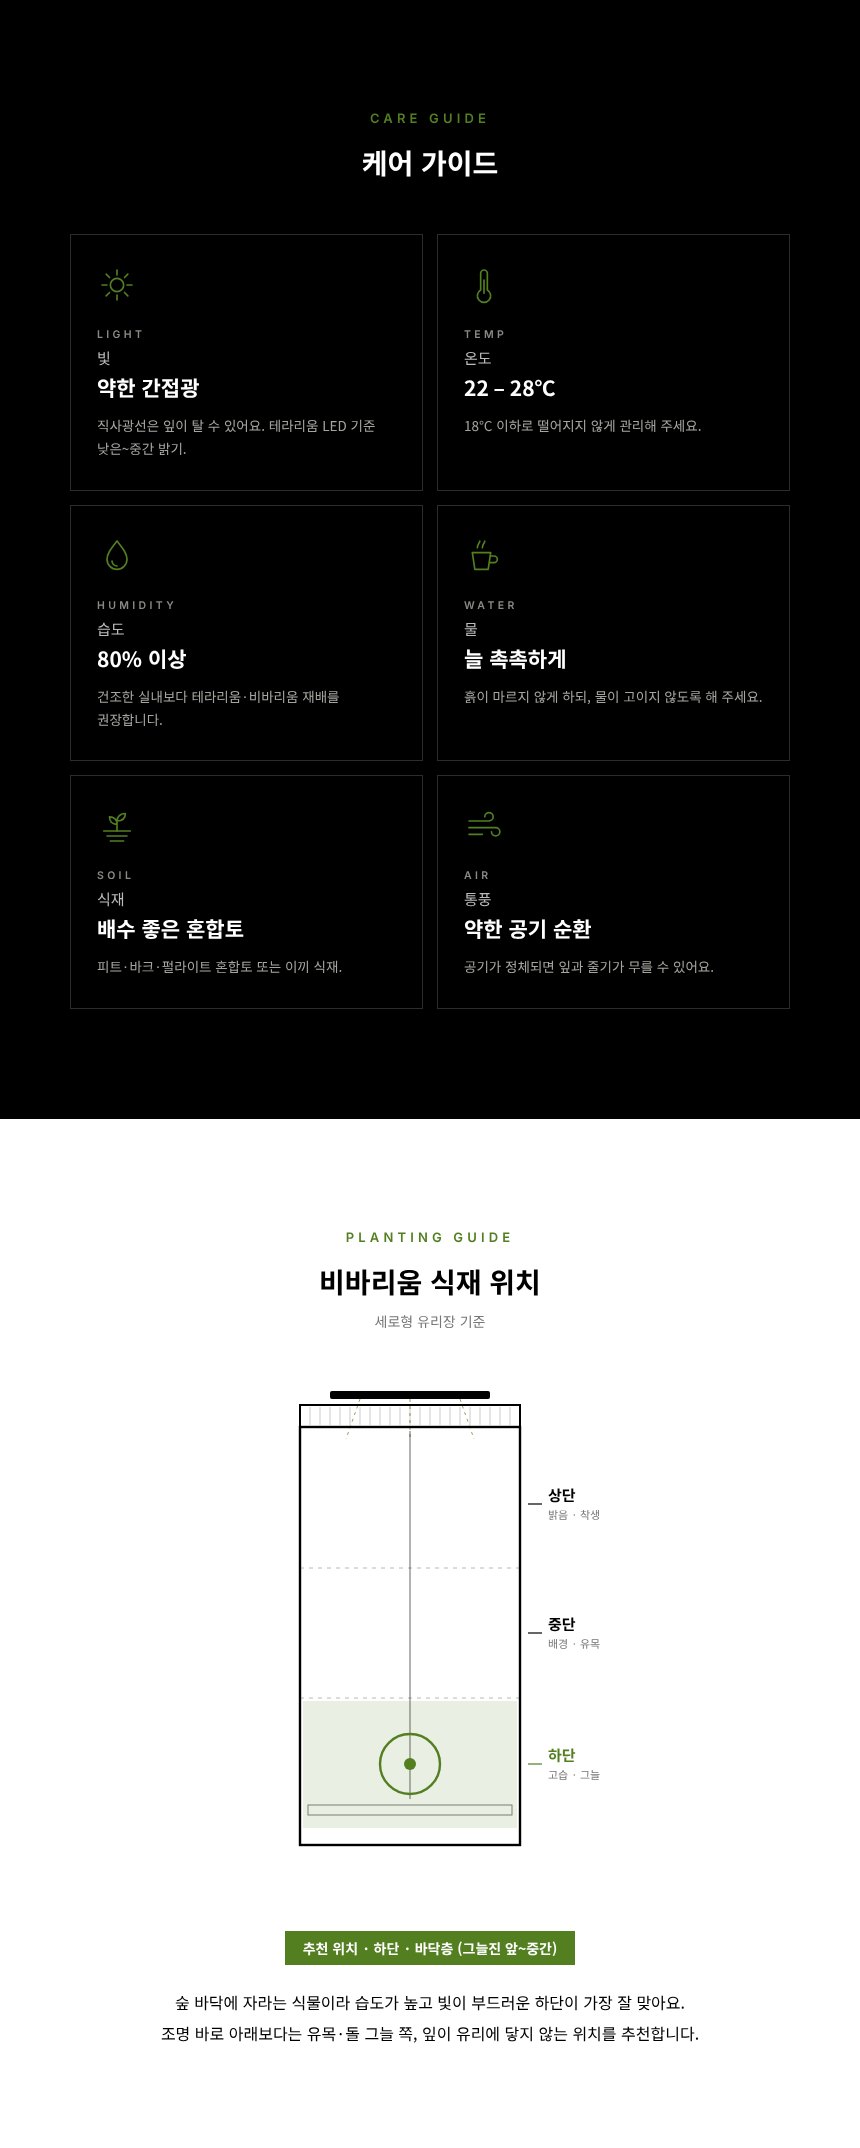 CARE GUIDE
케어 가이드
LIGHT
빛
약한 간접광
직사광선은 잎이 탈 수 있어요. 테라리움 LED 기준
낮은~중간 밝기.
TEMP
온도
22 – 28℃
18℃ 이하로 떨어지지 않게 관리해 주세요.
HUMIDITY
습도
80% 이상
건조한 실내보다 테라리움·비바리움 재배를
권장합니다.
WATER
물
늘 촉촉하게
흙이 마르지 않게 하되, 물이 고이지 않도록 해 주세요.
SOIL
식재
배수 좋은 혼합토
피트·바크·펄라이트 혼합토 또는 이끼 식재.
AIR
통풍
약한 공기 순환
공기가 정체되면 잎과 줄기가 무를 수 있어요.
PLANTING GUIDE
비바리움 식재 위치
세로형 유리장 기준
상단
밝음 · 착생
중단
배경 · 유목
하단
고습 · 그늘
추천 위치 · 하단 · 바닥층 (그늘진 앞~중간)
숲 바닥에 자라는 식물이라 습도가 높고 빛이 부드러운 하단이 가장 잘 맞아요.
조명 바로 아래보다는 유목·돌 그늘 쪽, 잎이 유리에 닿지 않는 위치를 추천합니다.